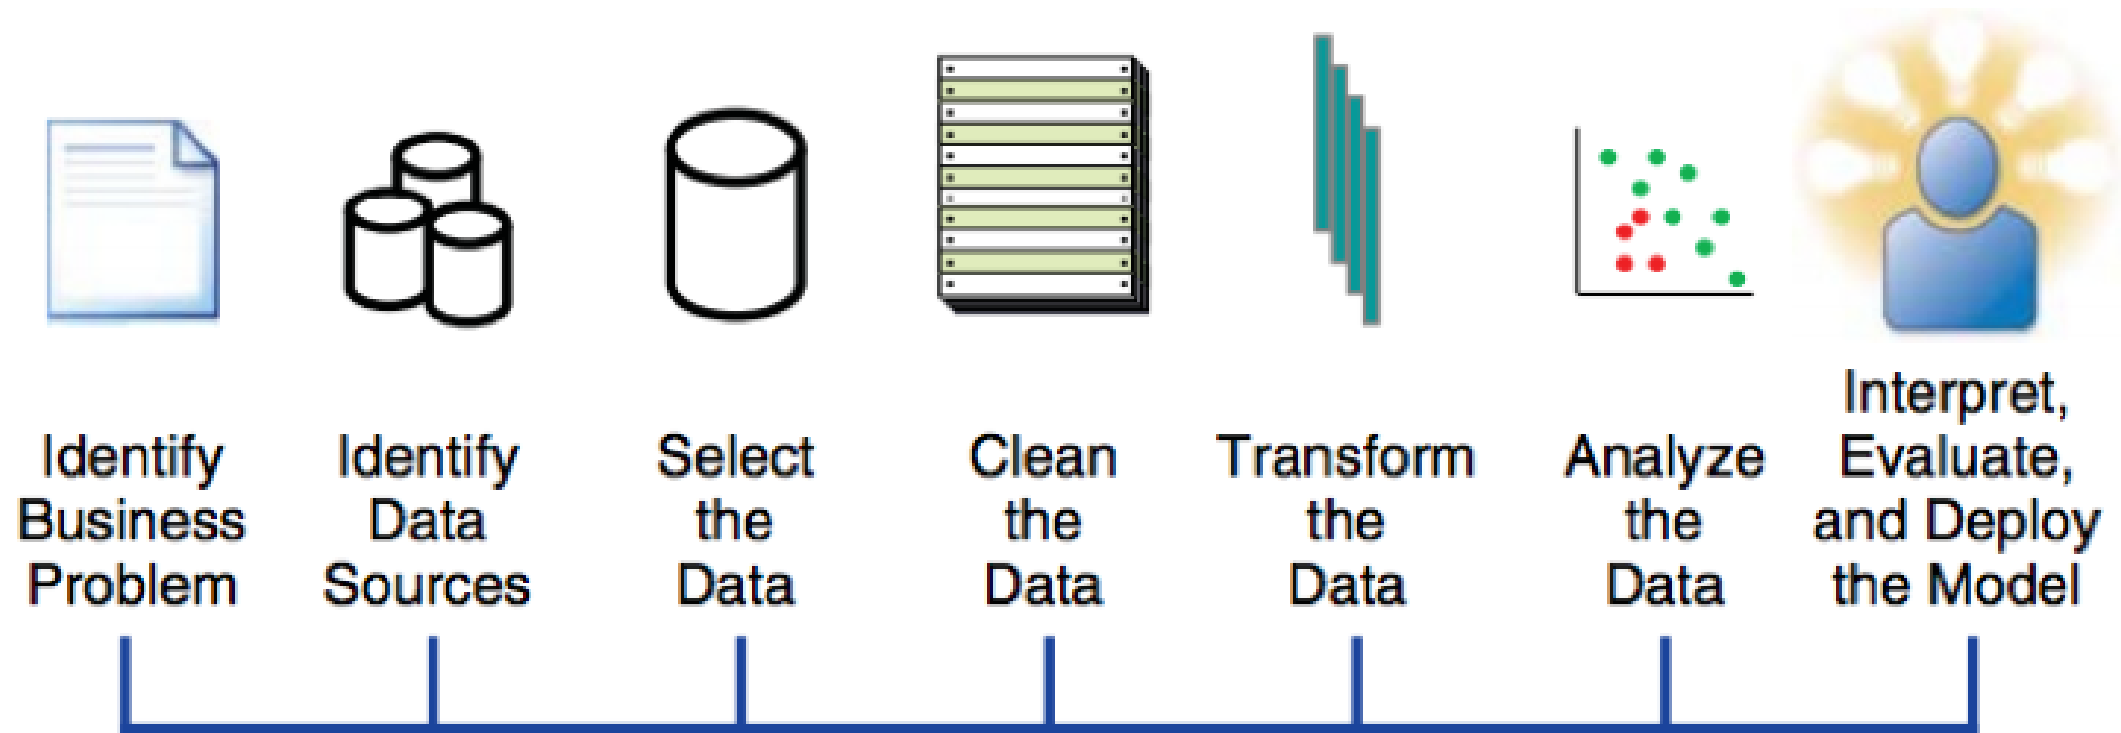 Identify
Business
Problem
Identify
Data
Sources
Select
the
Data
Clean
the
Data
Transform
the
Data
Analyze
the
Data
Interpret,
Evaluate,
and Deploy
the Model